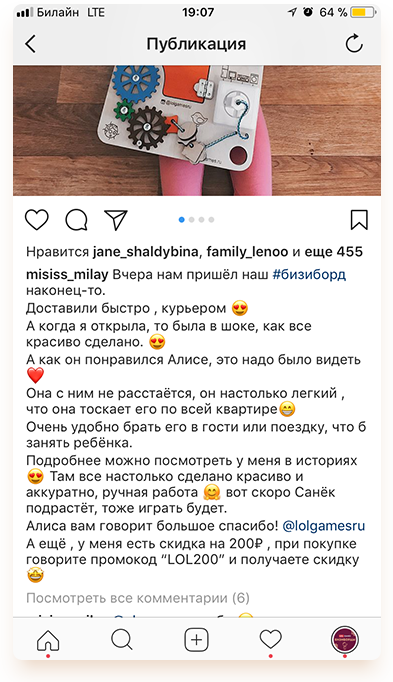 Билайн LTE 19:07 64 %
Публикация
@lolgamesru
Нравится jane_shaldybina, family_lenoo и еще 455
misiss_milay Вчера нам пришёл наш #бизиборд
наконец-то.
Доставили быстро , курьером 😍
А когда я открыла, то была в шоке, как все
красиво сделано. 😍
А как он понравился Алисе, это надо было видеть
❤️
Она с ним не расстаётся, он настолько легкий ,
что она тоскает его по всей квартире😁
Очень удобно брать его в гости или поездку, что б
занять ребёнка.
Подробнее можно посмотреть у меня в историях
😍 Там все настолько сделано красиво и
аккуратно, ручная работа 🤗 вот скоро Санёк
подрастёт, тоже играть будет.
Алиса вам говорит большое спасибо! @lolgamesru
А ещё , у меня есть скидка на 200₽ , при покупке
говорите промокод “LOL200” и получаете скидку
🤩
Посмотреть все комментарии (6)